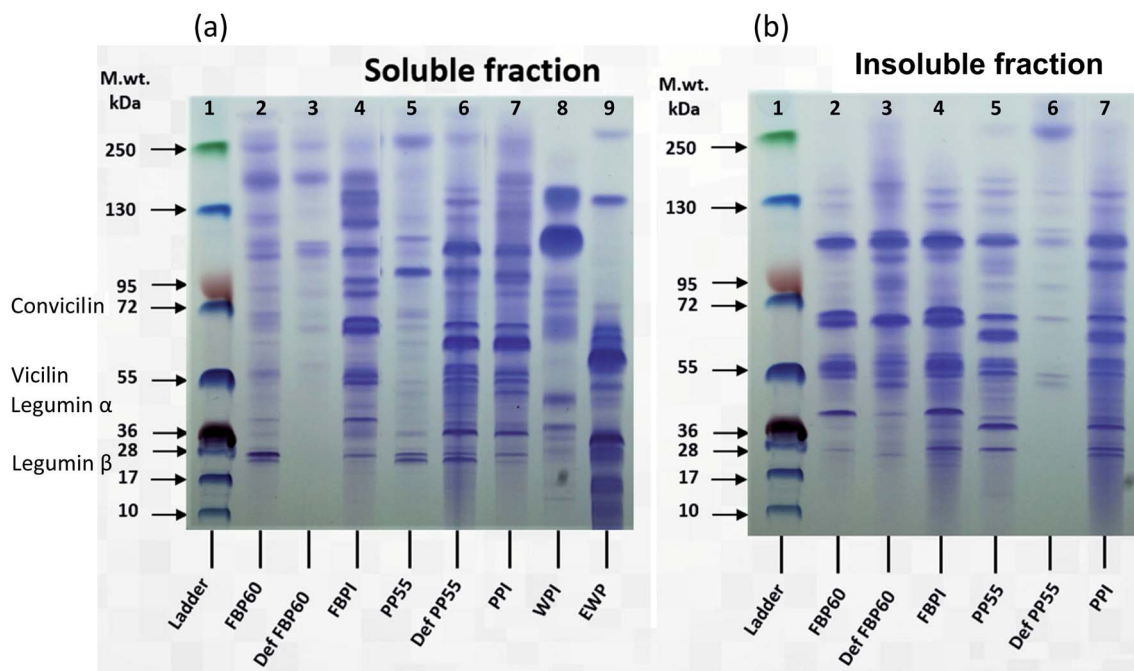 (a)
(b)
Soluble fraction
Insoluble fraction
M.wt.
kDa
1 2 3 4 5 6 7 8 9
250
130
95
72
55
36
28
17
10
Convicilin
Vicilin
Legumin α
Legumin β
Ladder
FBP60
Def FBP60
FBPI
PP55
Def PP55
PPI
WPI
EWP
M.wt.
kDa
1 2 3 4 5 6 7
250
130
95
72
55
36
28
17
10
Ladder
FBP60
Def FBP60
FBPI
PP55
Def PP55
PPI